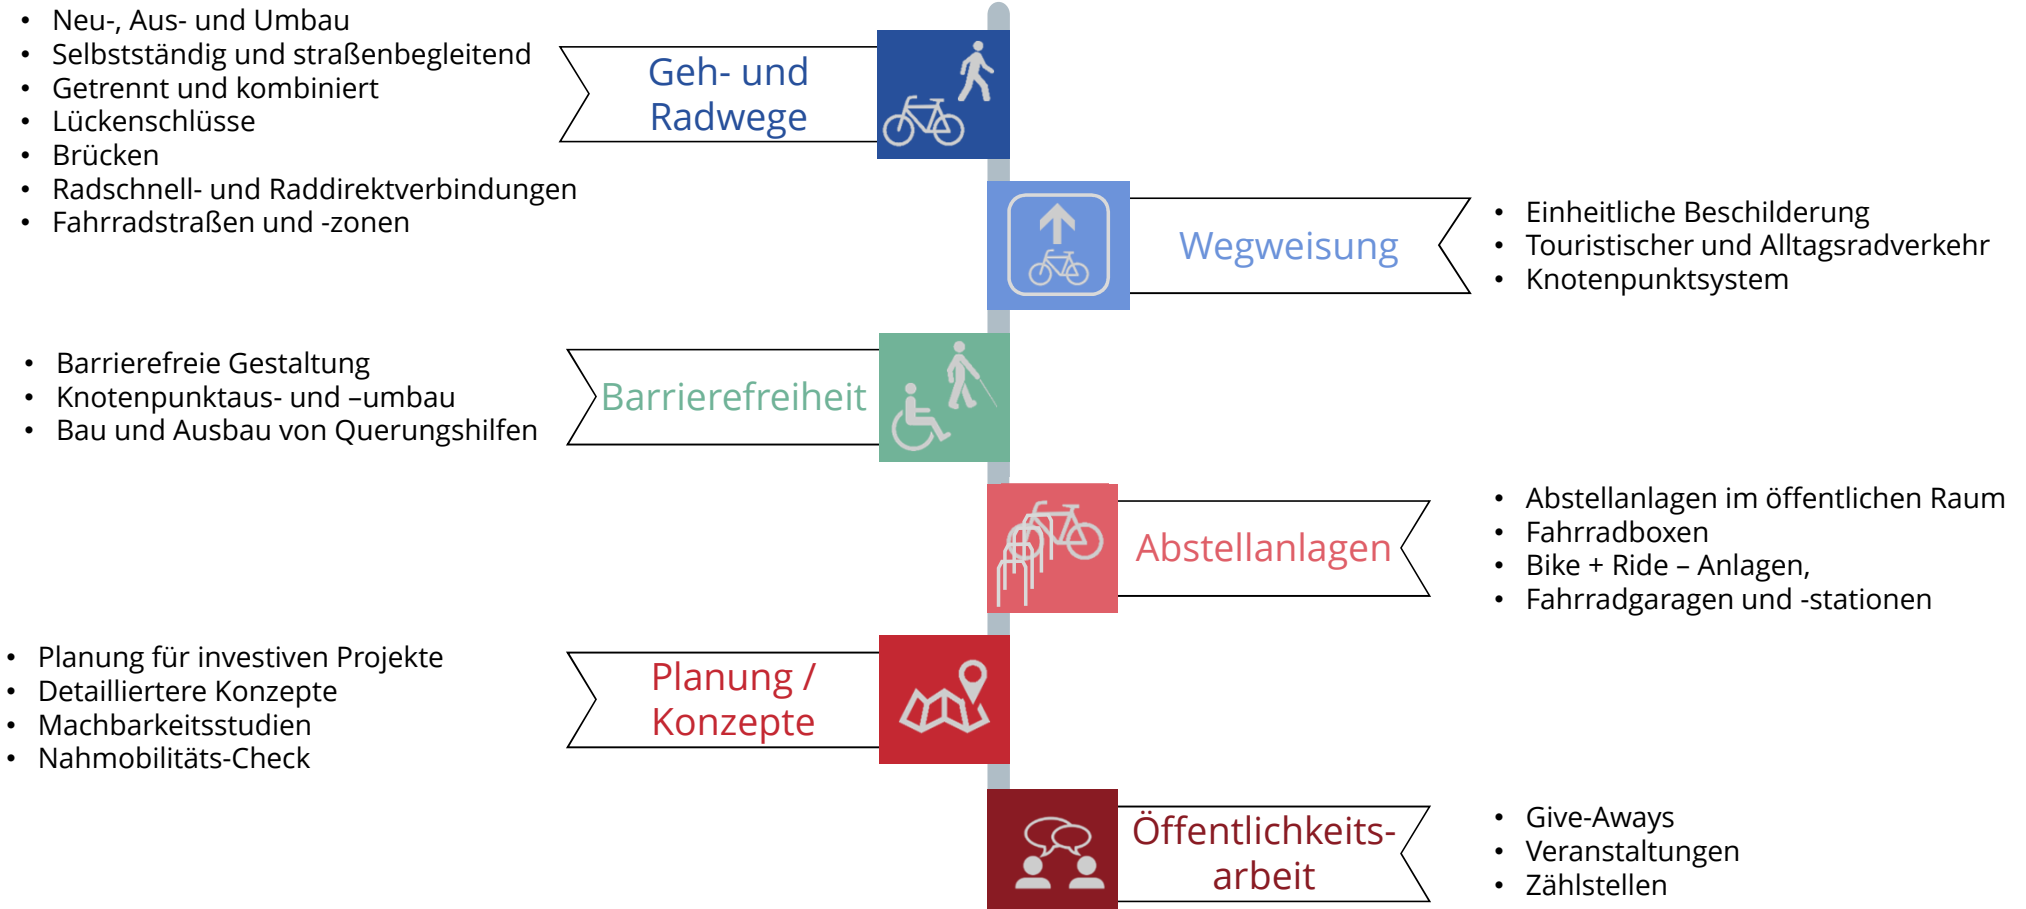 • Neu-, Aus- und Umbau
• Selbstständig und straßenbegleitend
• Getrennt und kombiniert
• Lückenschlüsse
• Brücken
• Radschnell- und Raddirektverbindungen
• Fahrradstraßen und -zonen
Geh- und
Radwege
Wegweisung
• Einheitliche Beschilderung
• Touristischer und Alltagsradverkehr
• Knotenpunktsystem
• Barrierefreie Gestaltung
• Knotenpunktaus- und –umbau
• Bau und Ausbau von Querungshilfen
Barrierefreiheit
Abstellanlagen
• Abstellanlagen im öffentlichen Raum
• Fahrradboxen
• Bike + Ride – Anlagen,
• Fahrradgaragen und -stationen
• Planung für investiven Projekte
• Detailliertere Konzepte
• Machbarkeitsstudien
• Nahmobilitäts-Check
Planung /
Konzepte
Öffentlichkeits-
arbeit
• Give-Aways
• Veranstaltungen
• Zählstellen